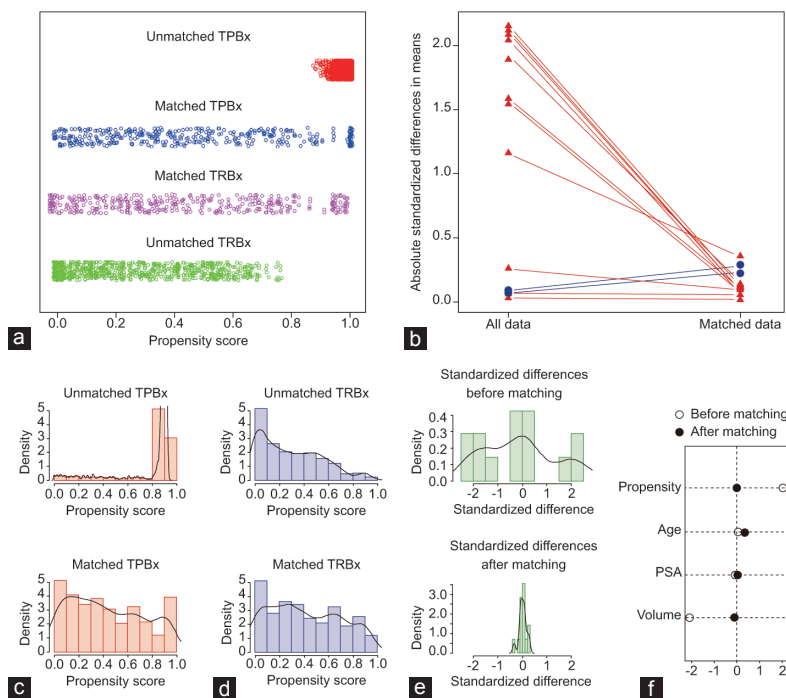 Unmatched TPBx
Matched TPBx
Matched TRBx
Unmatched TRBx
0.0 0.2 0.4 0.6 0.8 1.0
Propensity score
a
Absolute standardized differences in means
2.0
1.5
1.0
0.5
0.0
All data Matched data
b
Unmatched TPBx
Density
5
4
3
2
1
0
0.0 0.2 0.4 0.6 0.8 1.0
Propensity score
Matched TPBx
Density
5
4
3
2
1
0
0.0 0.2 0.4 0.6 0.8 1.0
Propensity score
c
Unmatched TRBx
Density
5
4
3
2
1
0
0.0 0.2 0.4 0.6 0.8 1.0
Propensity score
Matched TRBx
Density
5
4
3
2
1
0
0.0 0.2 0.4 0.6 0.8 1.0
Propensity score
d
Standardized differences
before matching
Density
0.4
0.3
0.2
0.1
0.0
-2 -1 0 1 2
Standardized difference
Standardized differences
after matching
Density
3.0
2.0
1.0
0.0
-2 -1 0 1 2
Standardized difference
e
Before matching
After matching
Propensity
Age
PSA
Volume
-2 -1 0 1 2
f